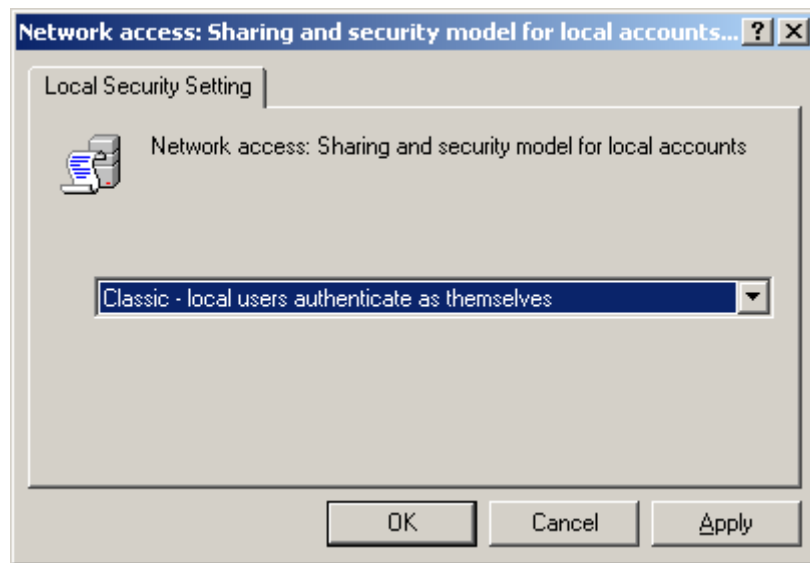 Network access: Sharing and security model for local accounts...
Local Security Setting
Network access: Sharing and security model for local accounts
Classic - local users authenticate as themselves
OK Cancel Apply